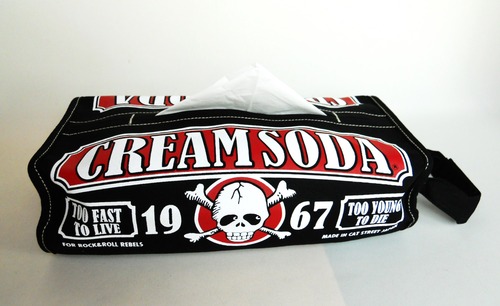 CREAM SODA
TOO FAST
TO LIVE
19 67
TOO YOUNG
TO DIE
FOR ROCK&ROLL REBELS
MADE IN CAT STREET